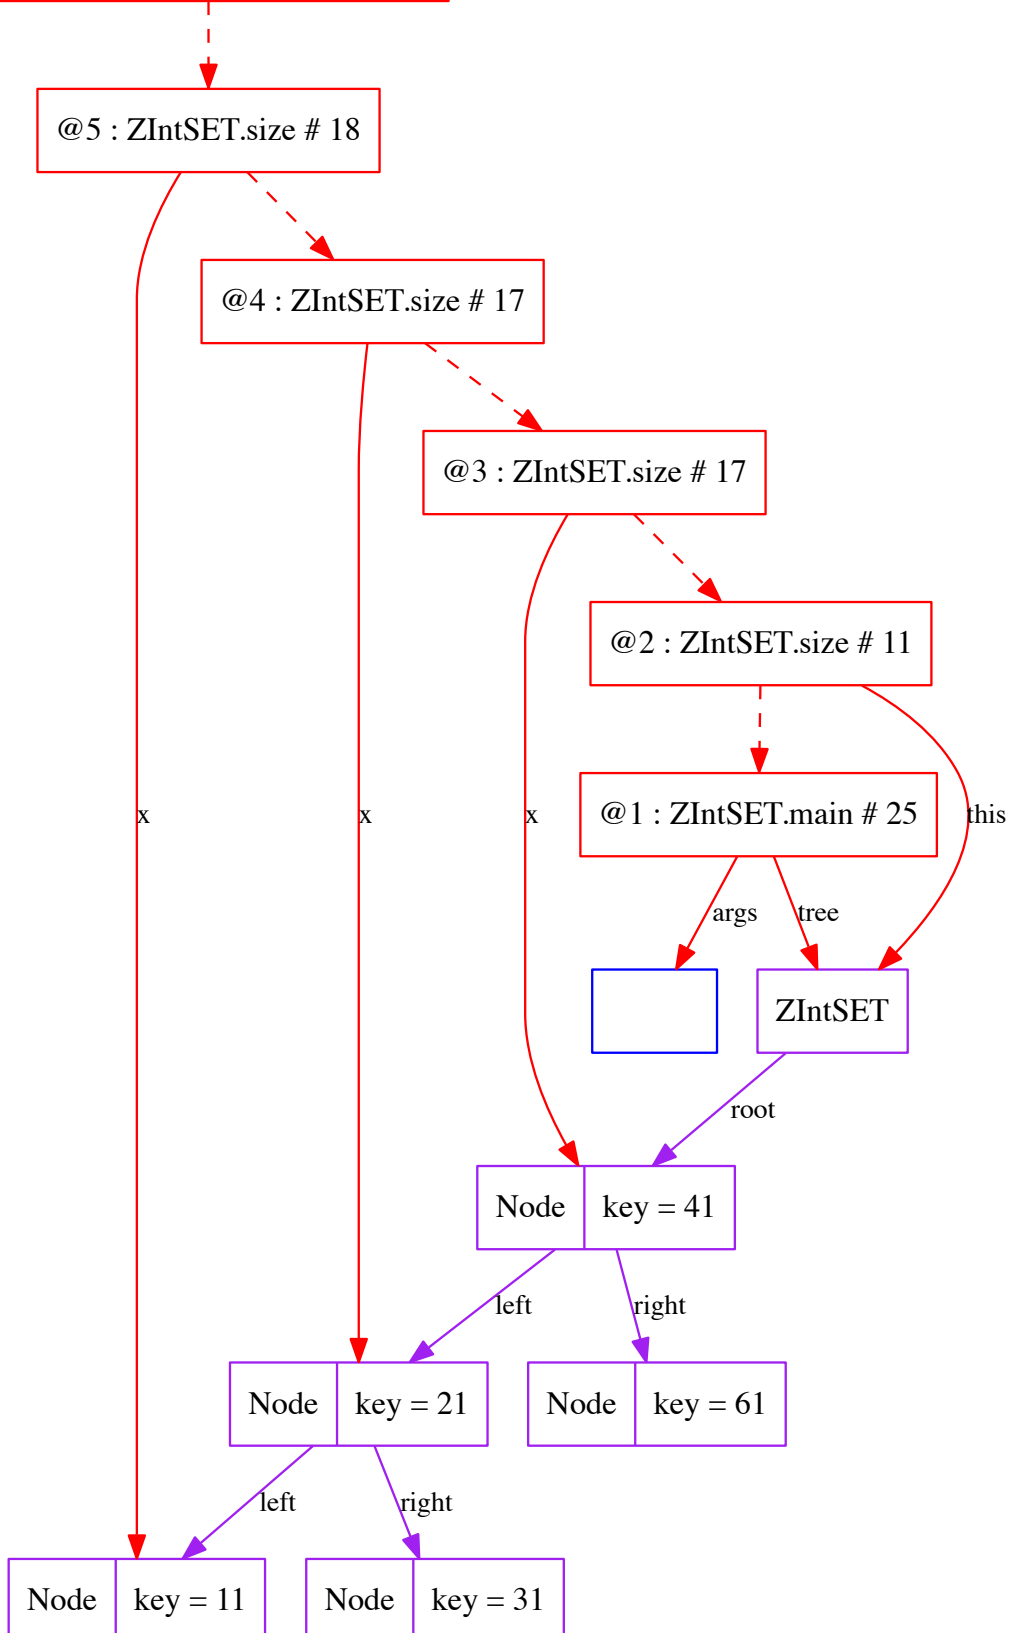 @5 : ZIntSET.size # 18
@4 : ZIntSET.size # 17
@3 : ZIntSET.size # 17
@2 : ZIntSET.size # 11
x
x
x
@1 : ZIntSET.main # 25
this
args
tree
ZIntSET
root
Node
key = 41
left
right
Node
key = 21
Node
key = 61
left
right
Node
key = 11
Node
key = 31